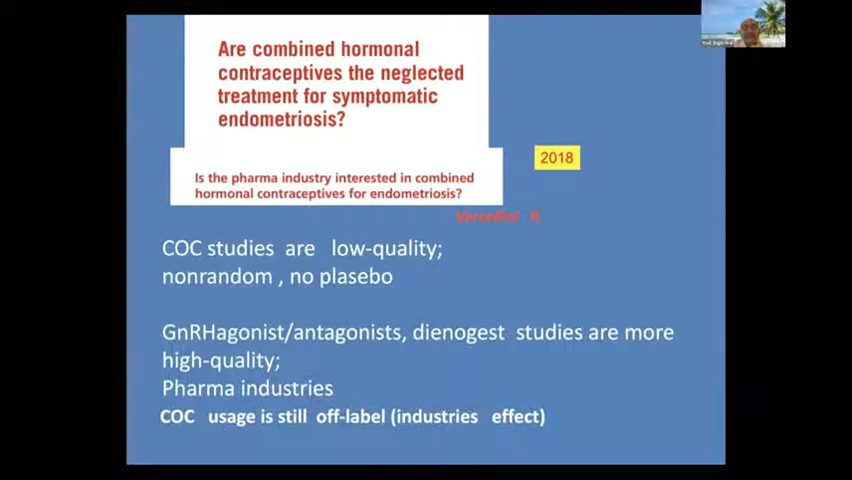 Are combined hormonal
contraceptives the neglected
treatment for symptomatic
endometriosis?
2018
Is the pharma industry interested in combined
hormonal contraceptives for endometriosis?
Vercellini P,
COC studies are low-quality;
nonrandom , no plasebo
GnRHagonist/antagonists, dienogest studies are more
high-quality;
Pharma industries
COC usage is still off-label (industries effect)